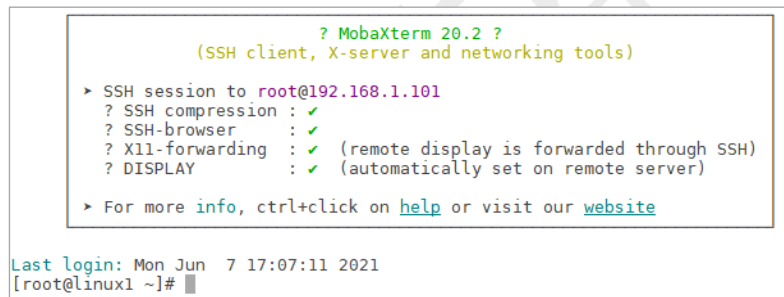 ? MobaXterm 20.2 ?
(SSH client, X-server and networking tools)
➤ SSH session to root@192.168.1.101
? SSH compression : ✔
? SSH-browser : ✔
? X11-forwarding : ✔ (remote display is forwarded through SSH)
? DISPLAY : ✔ (automatically set on remote server)
➤ For more info, ctrl+click on help or visit our website
Last login: Mon Jun 7 17:07:11 2021
[root@linux1 ~]#